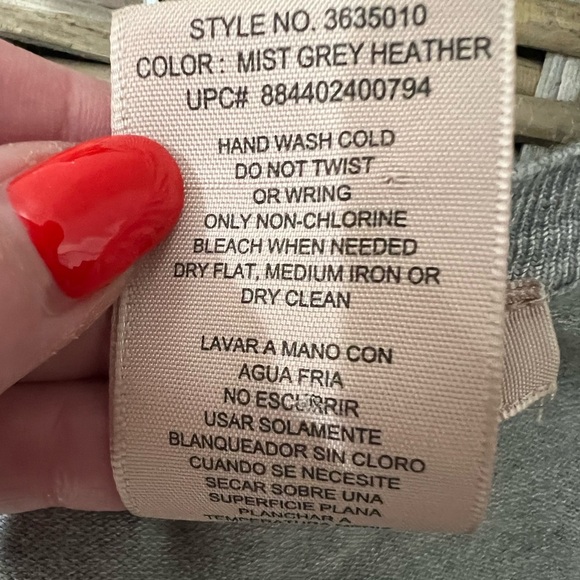 STYLE NO. 3635010
COLOR: MIST GREY HEATHER
UPC# 884402400794
HAND WASH COLD
DO NOT TWIST
OR WRING
ONLY NON-CHLORINE
BLEACH WHEN NEEDED
DRY FLAT, MEDIUM IRON OR
DRY CLEAN
LAVAR A MANO CON
AGUA FRIA
NO ESCURRIR
USAR SOLAMENTE
BLANQUEADOR SIN CLORO
CUANDO SE NECESITE
SECAR SOBRE UNA
SUPERFICIE PLANA
PLANCHAR A